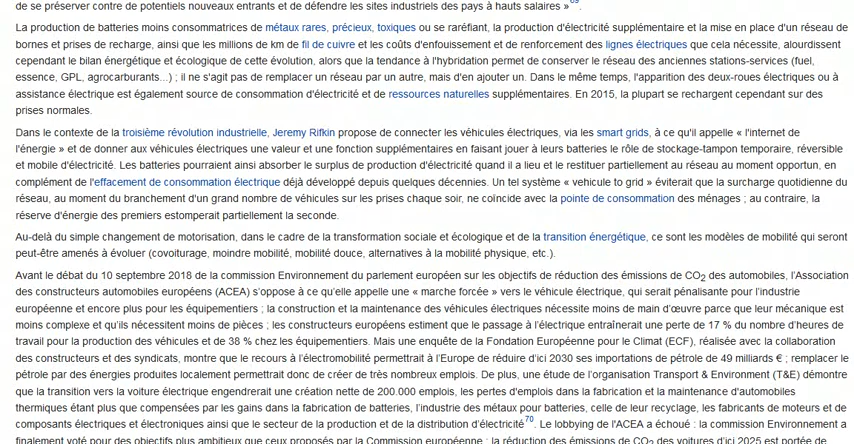 de se préserver contre de potentiels nouveaux entrants et de défendre les sites industriels des pays à hauts salaires »69.
La production de batteries moins consommatrices de métaux rares, précieux, toxiques ou se raréfiant, la production d'électricité supplémentaire et la mise en place d'un réseau de
bornes et prises de recharge, ainsi que les millions de km de fil de cuivre et les coûts d'enfouissement et de renforcement des lignes électriques que cela nécessite, alourdissent
cependant le bilan énergétique et écologique de cette évolution, alors que la tendance à l'hybridation permet de conserver le réseau des anciennes stations-services (fuel,
essence, GPL, agrocarburants...) ; il ne s'agit pas de remplacer un réseau par un autre, mais d'en ajouter un. Dans le même temps, l'apparition des deux-roues électriques ou à
assistance électrique est également source de consommation d'électricité et de ressources naturelles supplémentaires. En 2015, la plupart se rechargent cependant sur des
prises normales.
Dans le contexte de la troisième révolution industrielle, Jeremy Rifkin propose de connecter les véhicules électriques, via les smart grids, à ce qu'il appelle « l'internet de
l'énergie » et de donner aux véhicules électriques une valeur et une fonction supplémentaires en faisant jouer à leurs batteries le rôle de stockage-tampon temporaire, réversible
et mobile d'électricité. Les batteries pourraient ainsi absorber le surplus de production d'électricité quand il a lieu et le restituer partiellement au réseau au moment opportun, en
complément de l'effacement de consommation électrique déjà développé depuis quelques décennies. Un tel système « vehicule to grid » éviterait que la surcharge quotidienne du
réseau, au moment du branchement d'un grand nombre de véhicules sur les prises chaque soir, ne coïncide avec la pointe de consommation des ménages ; au contraire, la
réserve d'énergie des premiers estomperait partiellement la seconde.
Au-delà du simple changement de motorisation, dans le cadre de la transformation sociale et écologique et de la transition énergétique, ce sont les modèles de mobilité qui seront
peut-être amenés à évoluer (covoiturage, moindre mobilité, mobilité douce, alternatives à la mobilité physique, etc.).
Avant le débat du 10 septembre 2018 de la commission Environnement du parlement européen sur les objectifs de réduction des émissions de CO2 des automobiles, l'Association
des constructeurs automobiles européens (ACEA) s'oppose à ce qu'elle appelle une « marche forcée » vers le véhicule électrique, qui serait pénalisante pour l'industrie
européenne et encore plus pour les équipementiers ; la construction et la maintenance des véhicules électriques nécessite moins de main d'œuvre parce que leur mécanique est
moins complexe et qu'ils nécessitent moins de pièces ; les constructeurs européens estiment que le passage à l'électrique entraînerait une perte de 17 % du nombre d'heures de
travail pour la production des véhicules et de 38 % chez les équipementiers. Mais une enquête de la Fondation Européenne pour le Climat (ECF), réalisée avec la collaboration
des constructeurs et des syndicats, montre que le recours à l'électromobilité permettrait à l'Europe de réduire d'ici 2030 ses importations de pétrole de 49 milliards € ; remplacer le
pétrole par des énergies produites localement permettrait donc de créer de très nombreux emplois. De plus, une étude de l'organisation Transport & Environment (T&E) démontre
que la transition vers la voiture électrique engendrerait une création nette de 200.000 emplois, les pertes d'emplois dans la fabrication et la maintenance d'automobiles
thermiques étant plus que compensées par les gains dans la fabrication de batteries, l'industrie des métaux pour batteries, celle de leur recyclage, les fabricants de moteurs et de
composants électriques et électroniques ainsi que le secteur de la production et de la distribution d'électricité70. Le lobbying de l'ACEA a échoué : la commission Environnement a
finalement voté pour des objectifs plus ambitieux que ceux proposés par la Commission européenne : la réduction des émissions de CO2 des voitures d'ici 2025 est portée de